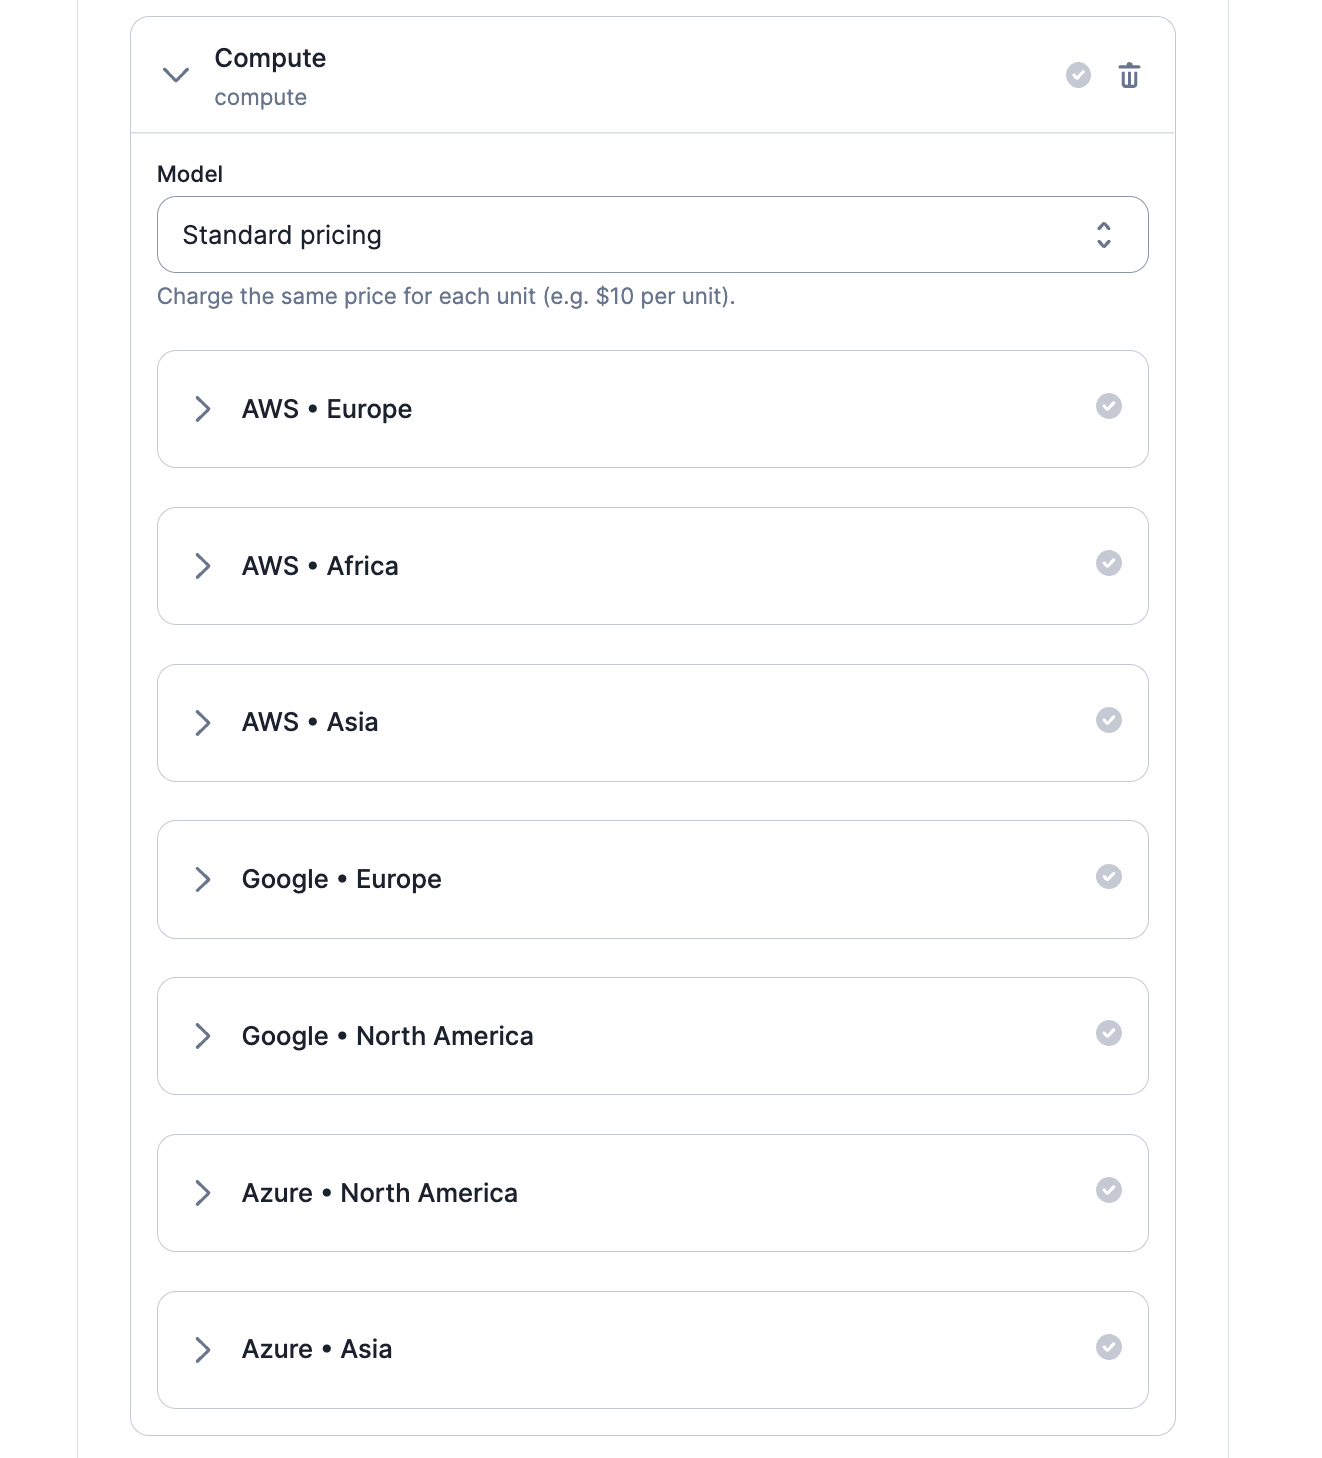 Compute
compute
Model
Standard pricing
Charge the same price for each unit (e.g. $10 per unit).
AWS • Europe
AWS • Africa
AWS • Asia
Google • Europe
Google • North America
Azure • North America
Azure • Asia